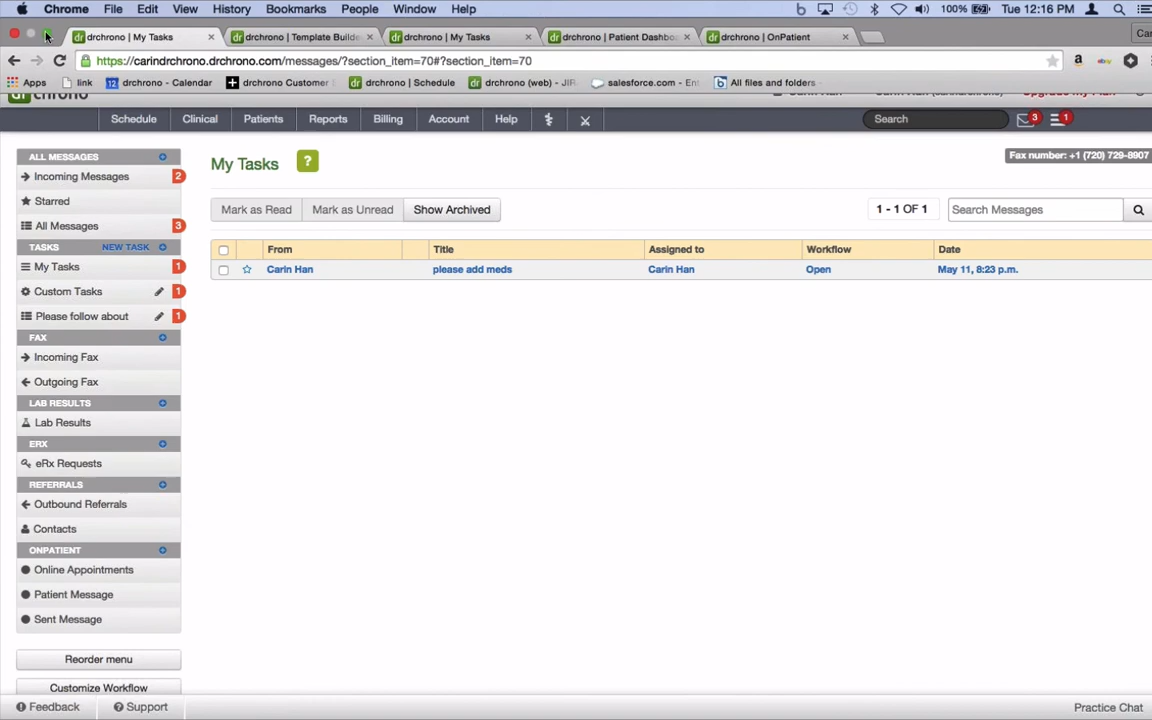 Chrome File Edit View History Bookmarks People Window Help 100% Tue 12:16 PM
drchrono | My Tasks drchrono | Template Builde drchrono | My Tasks drchrono | Patient Dashbo drchrono | OnPatient Car
https://carindrchrono.drchrono.com/messages/?section_item=70#?section_item=70
Apps link drchrono - Calendar drchrono Customer drchrono | Schedule drchrono (web) - JIR salesforce.com - En All files and folders
Schedule Clinical Patients Reports Billing Account Help Search 3 1
ALL MESSAGES
Incoming Messages 2
Starred
All Messages 3
TASKS NEW TASK
My Tasks 1
Custom Tasks 1
Please follow about 1
FAX
Incoming Fax
Outgoing Fax
LAB RESULTS
Lab Results
ERX
eRx Requests
REFERRALS
Outbound Referrals
Contacts
ONPATIENT
Online Appointments
Patient Message
Sent Message
Reorder menu
Customize Workflow
My Tasks ?
Fax number: +1 (720) 729-8907
Mark as Read Mark as Unread Show Archived 1 - 1 OF 1 Search Messages
From Title Assigned to Workflow Date
Carin Han please add meds Carin Han Open May 11, 8:23 p.m.
Feedback Support Practice Chat